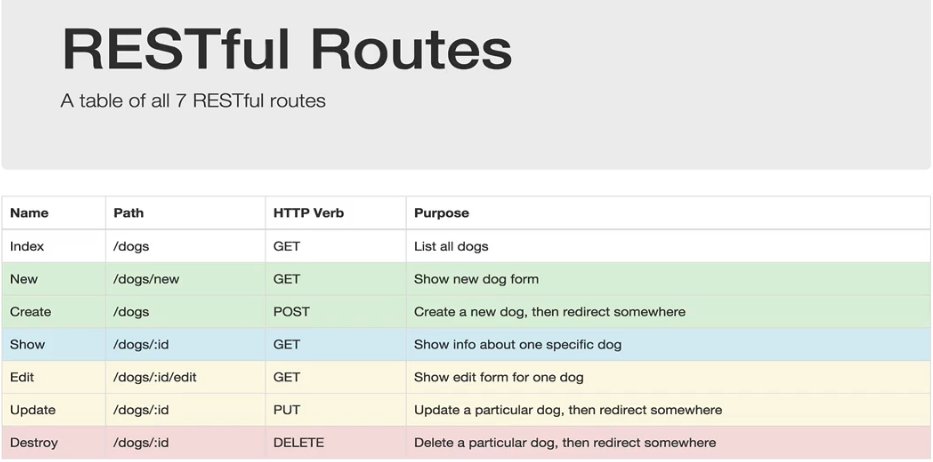 RESTful Routes
A table of all 7 RESTful routes
Name Path HTTP Verb Purpose
Index /dogs GET List all dogs
New /dogs/new GET Show new dog form
Create /dogs POST Create a new dog, then redirect somewhere
Show /dogs/:id GET Show info about one specific dog
Edit /dogs/:id/edit GET Show edit form for one dog
Update /dogs/:id PUT Update a particular dog, then redirect somewhere
Destroy /dogs/:id DELETE Delete a particular dog, then redirect somewhere